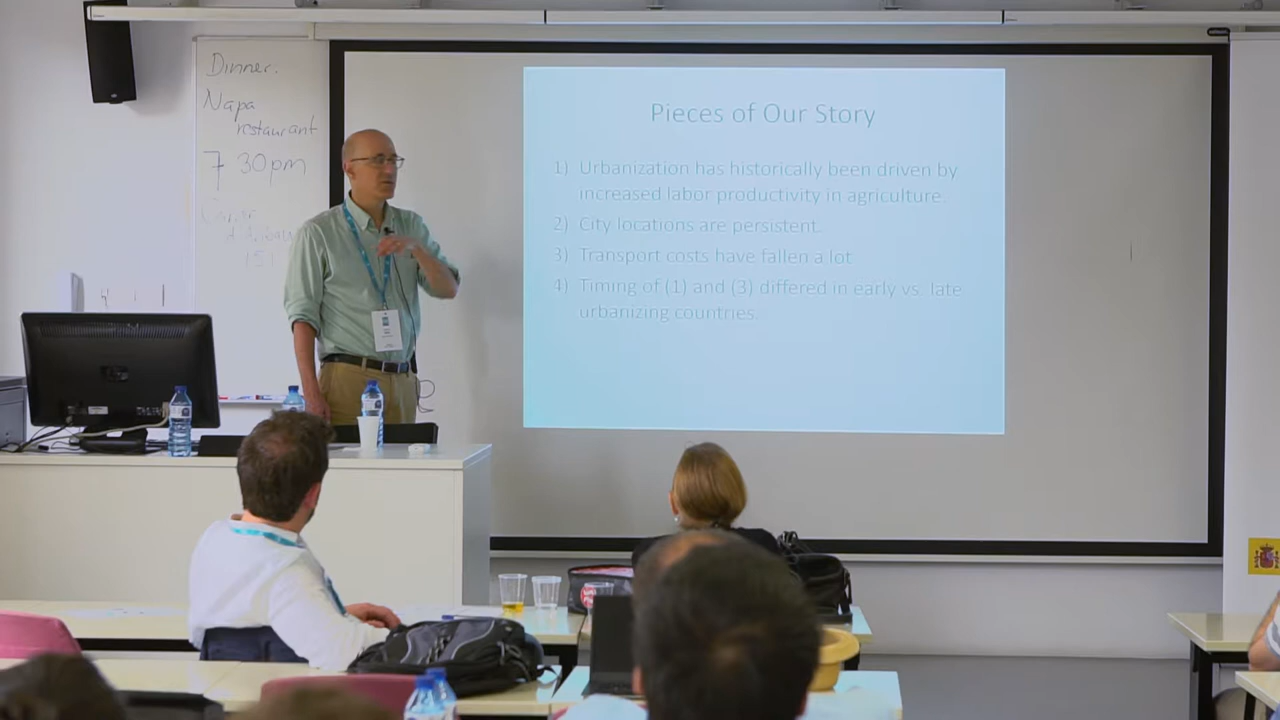 Dinner.
Napa
restaurant
7 30pm
Pieces of Our Story
1) Urbanization has historically been driven by
increased labor productivity in agriculture.
2) City locations are persistent.
3) Transport costs have fallen a lot
4) Timing of (1) and (3) differed in early vs. late
urbanizing countries.